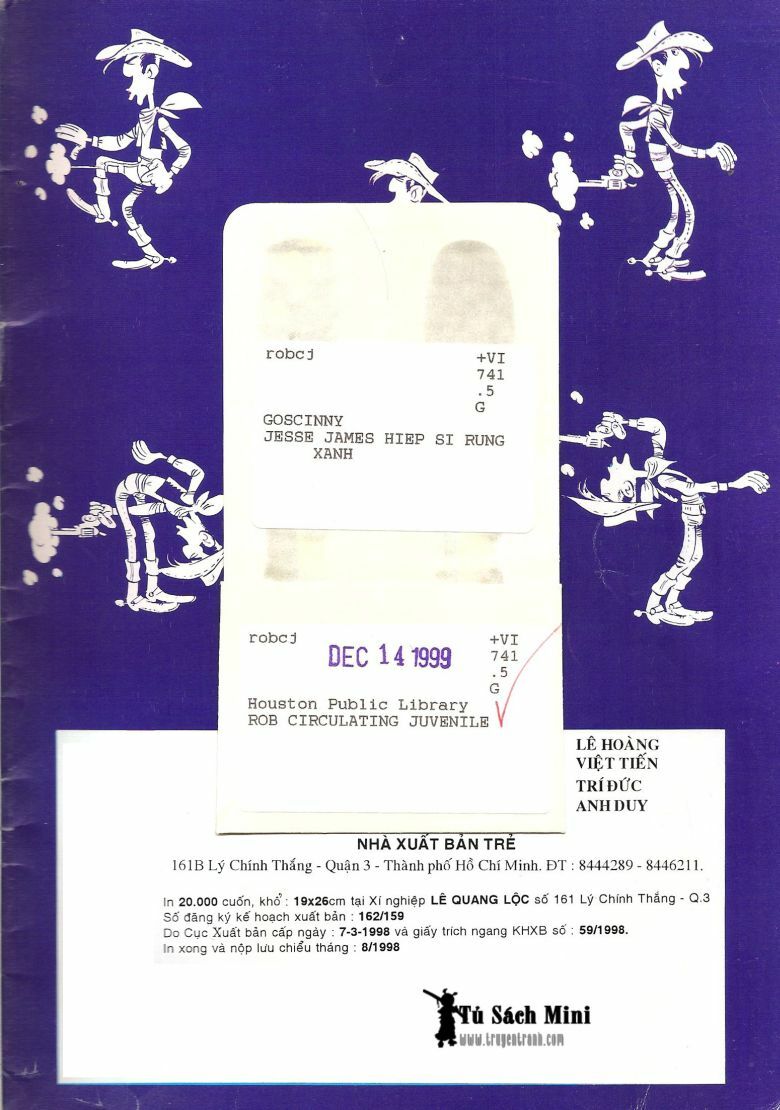 robcj +VI
741
.5
G
GOSCINNY
JESSE JAMES HIEP SI RUNG
XANH
robcj +VI
DEC 14 1999 741
.5
G
Houston Public Library
ROB CIRCULATING JUVENILE
LÊ HOÀNG
VIỆT TIẾN
TRÍ ĐỨC
ANH DUY
NHÀ XUẤT BẢN TRẺ
161B Lý Chính Thắng - Quận 3 - Thành phố Hồ Chí Minh. ĐT : 8444289 - 8446211.
In 20.000 cuốn, khổ : 19x26cm tại Xí nghiệp LÊ QUANG LỘC số 161 Lý Chính Thắng - Q.3
Số đăng ký kế hoạch xuất bản : 162/159
Do Cục Xuất bản cấp ngày : 7-3-1998 và giấy trích ngang KHXB số : 59/1998.
In xong và nộp lưu chiểu tháng : 8/1998
Tủ Sách Mini
www.truyentranh.com